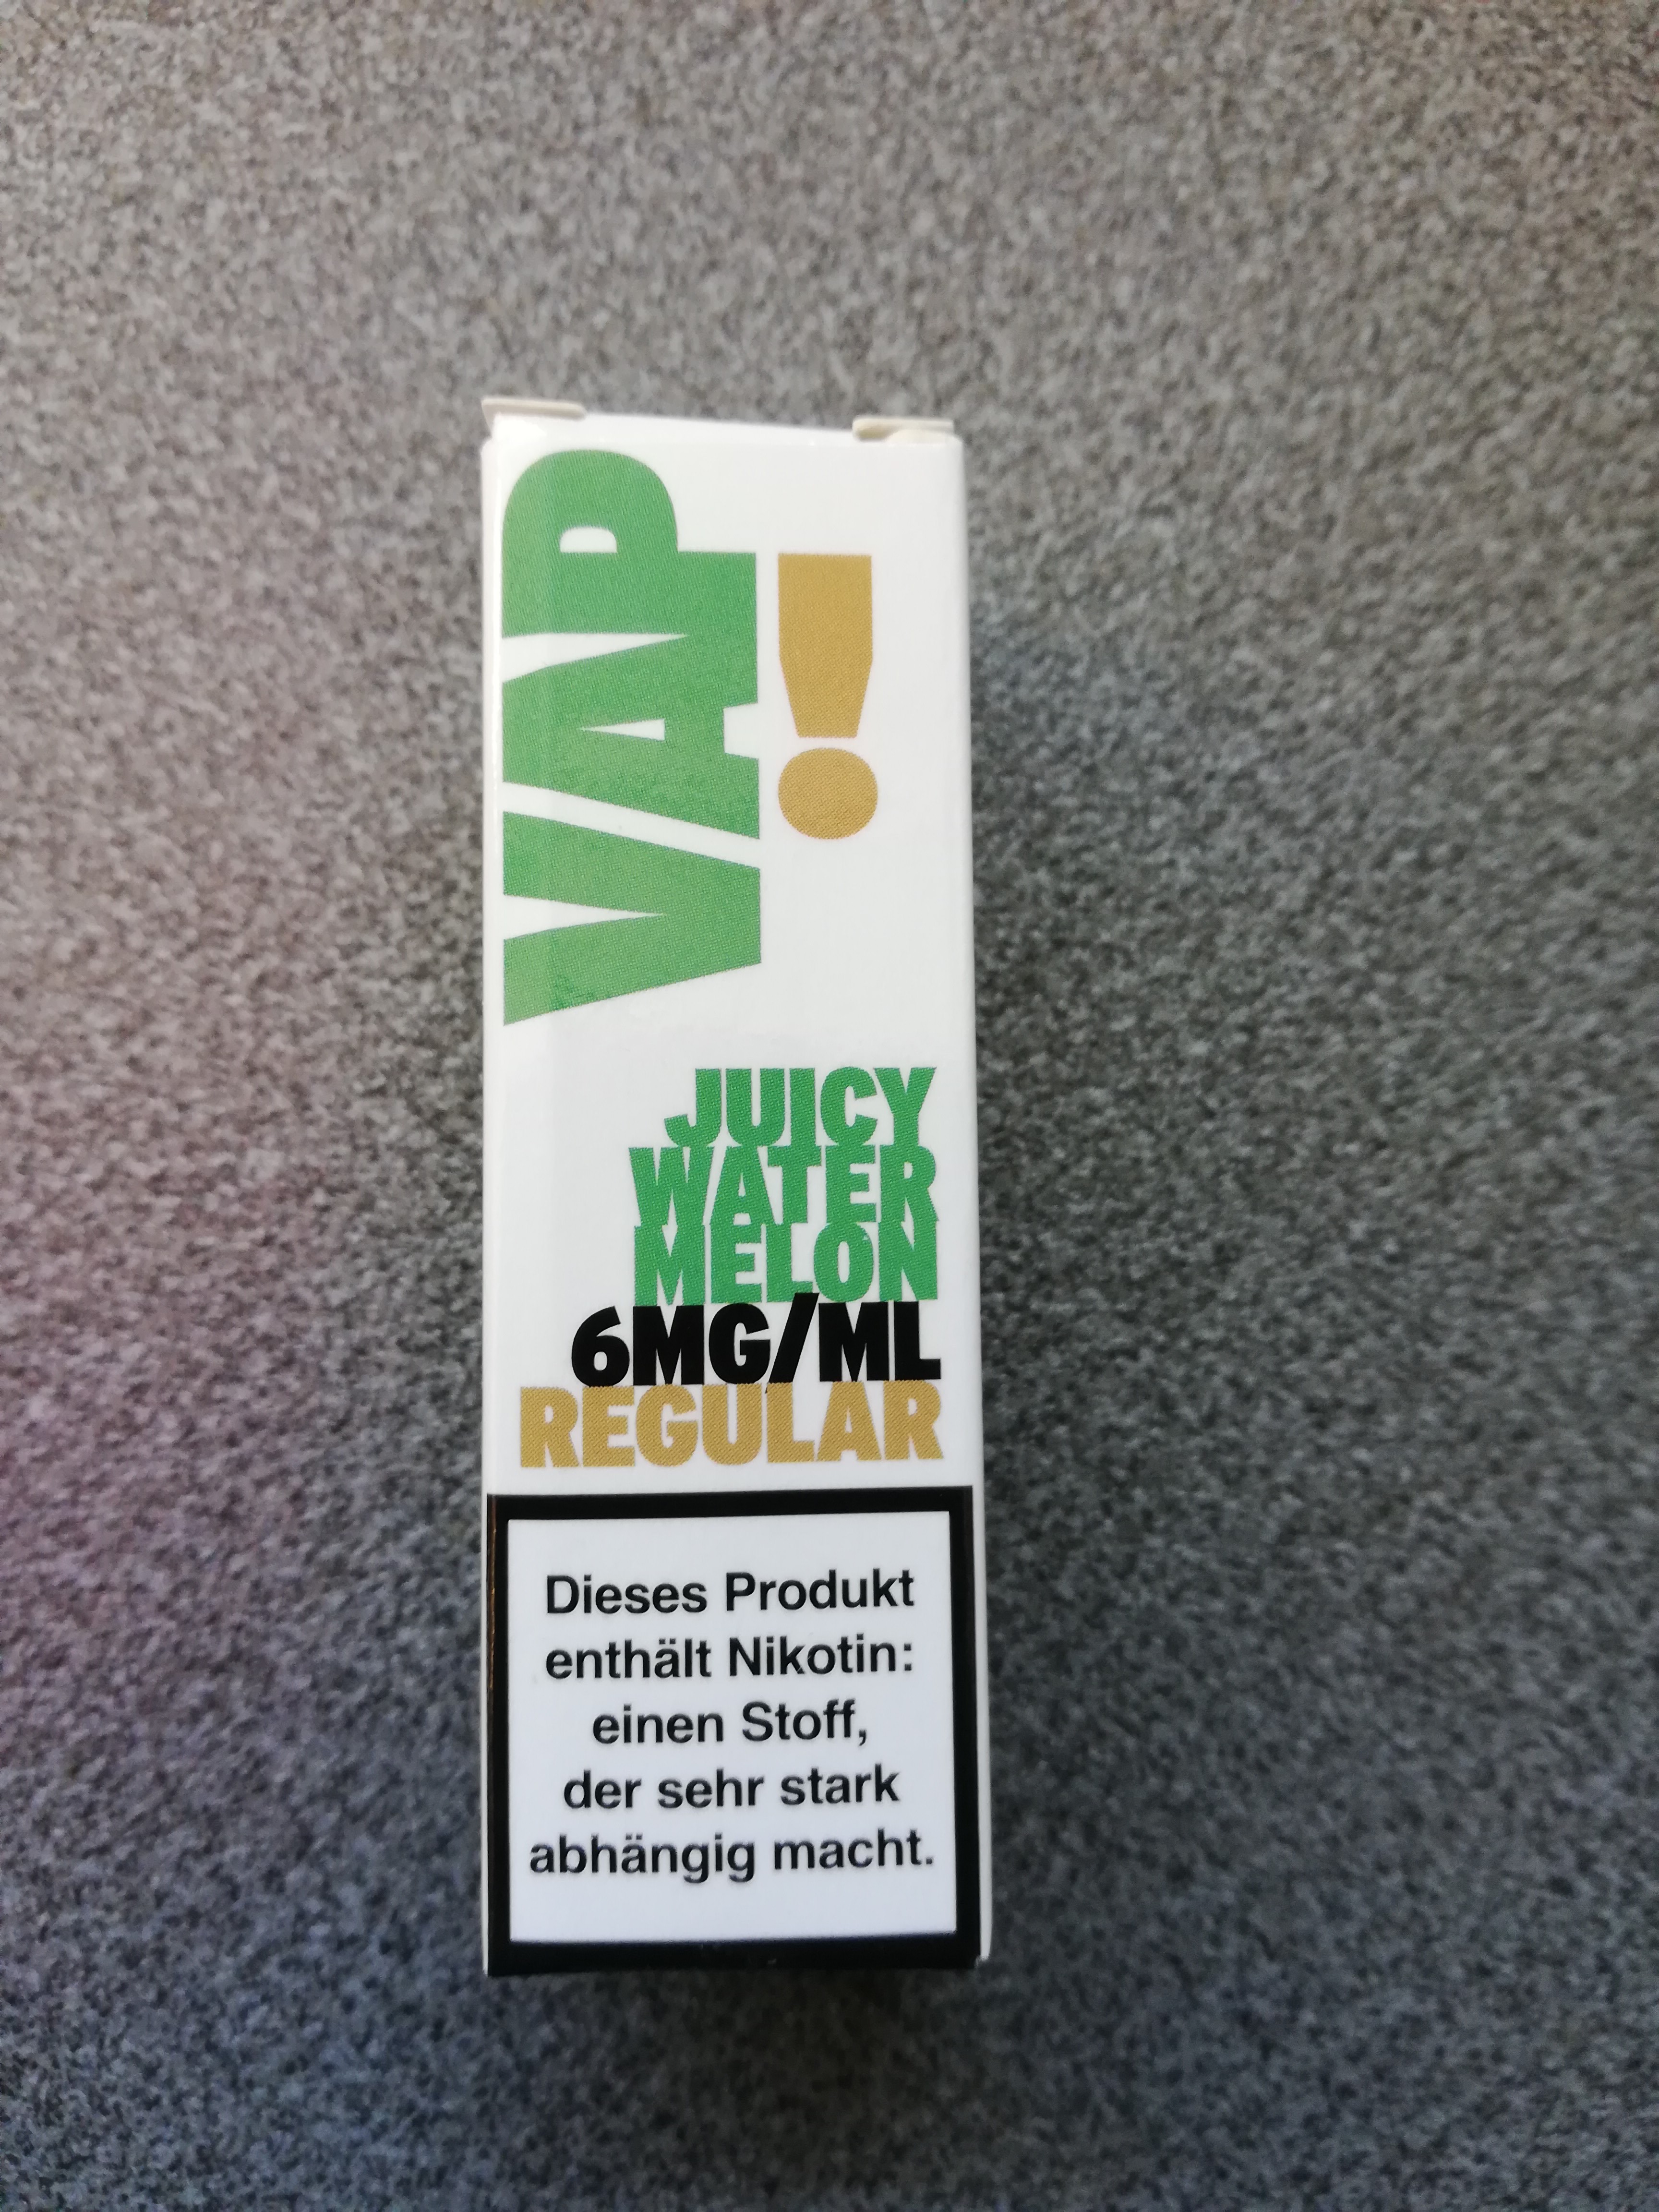 VAP!
JUICY
WATER
MELON
6MG/ML
REGULAR
Dieses Produkt
enthält Nikotin:
einen Stoff,
der sehr stark
abhängig macht.